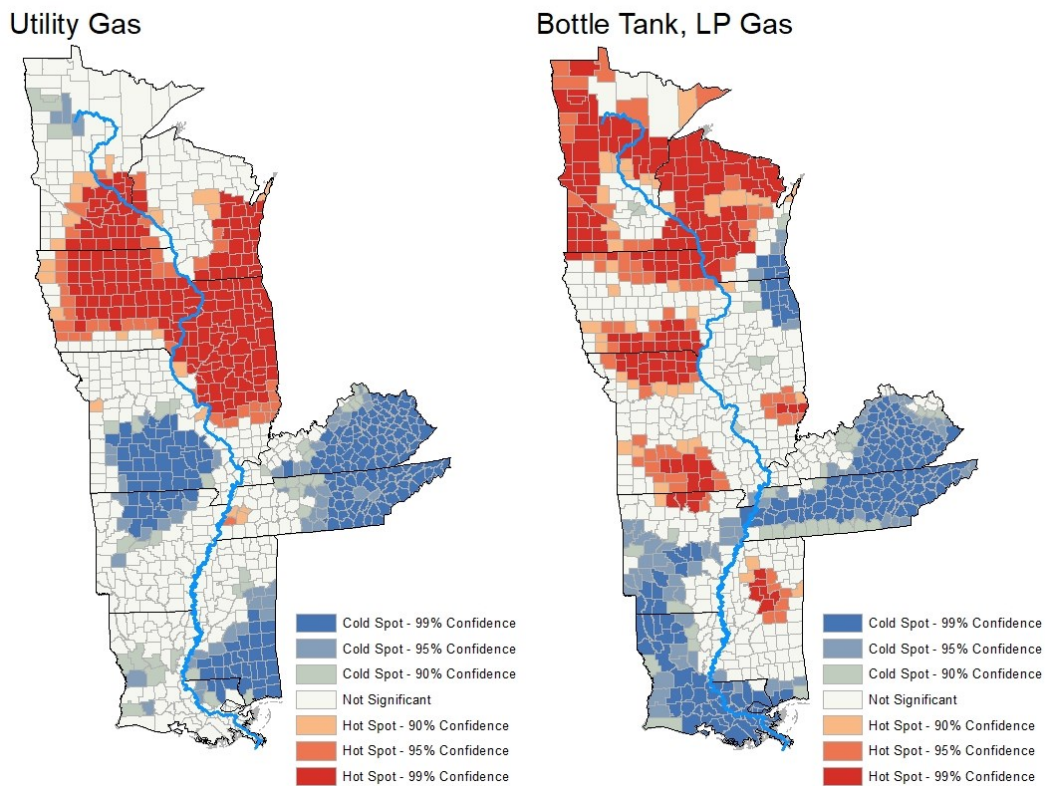 Utility Gas
Bottle Tank, LP Gas
Cold Spot - 99% Confidence
Cold Spot - 95% Confidence
Cold Spot - 90% Confidence
Not Significant
Hot Spot - 90% Confidence
Hot Spot - 95% Confidence
Hot Spot - 99% Confidence
Cold Spot - 99% Confidence
Cold Spot - 95% Confidence
Cold Spot - 90% Confidence
Not Significant
Hot Spot - 90% Confidence
Hot Spot - 95% Confidence
Hot Spot - 99% Confidence